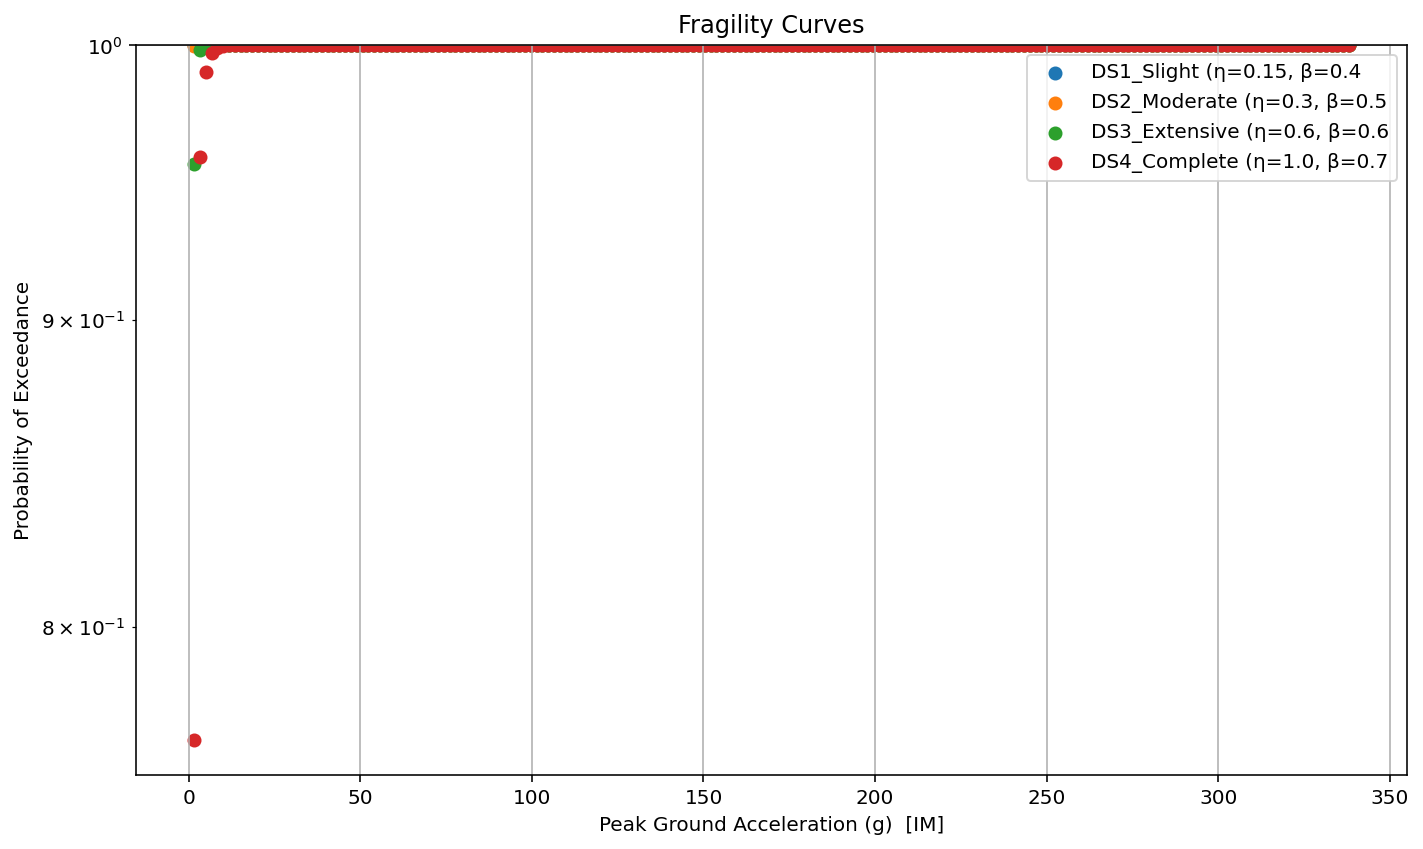 Fragility Curves
10⁰
9 × 10⁻¹
8 × 10⁻¹
Probability of Exceedance
DS1_Slight (η=0.15, β=0.4
DS2_Moderate (η=0.3, β=0.5
DS3_Extensive (η=0.6, β=0.6
DS4_Complete (η=1.0, β=0.7
0 50 100 150 200 250 300 350
Peak Ground Acceleration (g) [IM]